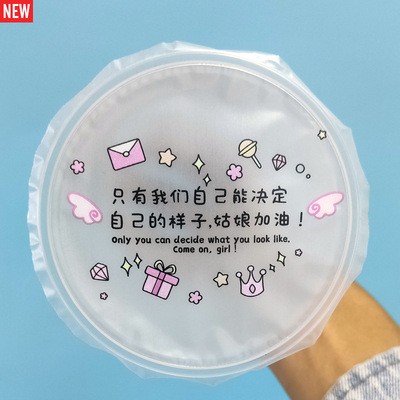 NEW
只有我们自己能决定
自己的样子,姑娘加油！
Only you can decide what you look like.
Come on, girl！